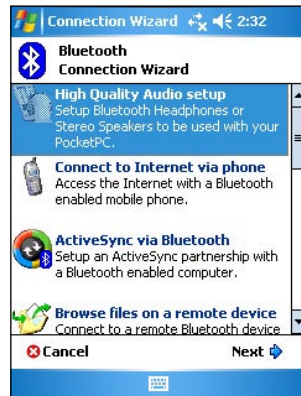 Connection Wizard 2:32
Bluetooth
Connection Wizard
High Quality Audio setup
Setup Bluetooth Headphones or
Stereo Speakers to be used with your
PocketPC.
Connect to Internet via phone
Access the Internet with a Bluetooth
enabled mobile phone.
ActiveSync via Bluetooth
Setup an ActiveSync partnership with
a Bluetooth enabled computer.
Browse files on a remote device
Connect to a remote Bluetooth device
Cancel Next